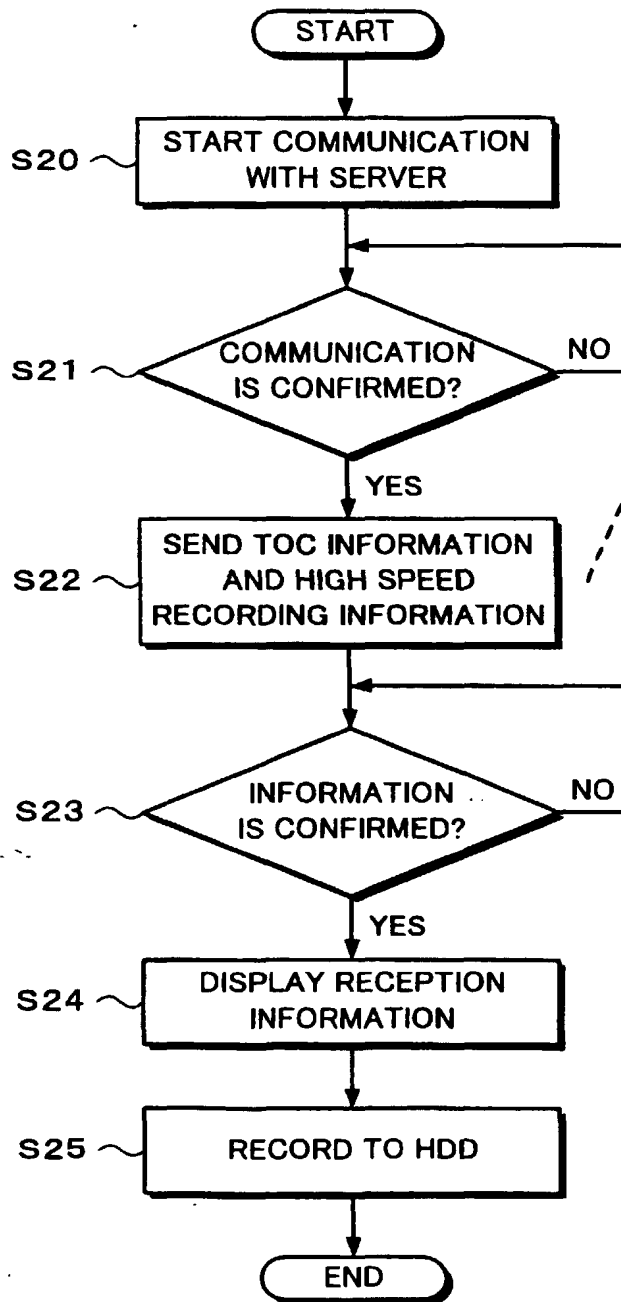 START
S20
START COMMUNICATION
WITH SERVER
S21
COMMUNICATION
IS CONFIRMED?
NO
YES
S22
SEND TOC INFORMATION
AND HIGH SPEED
RECORDING INFORMATION
S23
INFORMATION
IS CONFIRMED?
NO
YES
S24
DISPLAY RECEPTION
INFORMATION
S25
RECORD TO HDD
END